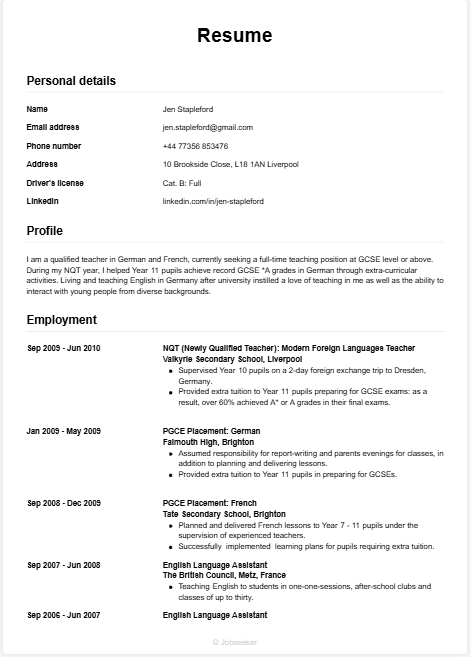 Resume
Personal details
Name Jen Stapleford
Email address jen.stapleford@gmail.com
Phone number +44 77356 853476
Address 10 Brookside Close, L18 1AN Liverpool
Driver's license Cat. B: Full
LinkedIn linkedin.com/in/jen-stapleford
Profile
I am a qualified teacher in German and French, currently seeking a full-time teaching position at GCSE level or above.
During my NQT year, I helped Year 11 pupils achieve record GCSE *A grades in German through extra-curricular
activities. Living and teaching English in Germany after university instilled a love of teaching in me as well as the ability to
interact with young people from diverse backgrounds.
Employment
Sep 2009 - Jun 2010 NQT (Newly Qualified Teacher): Modern Foreign Languages Teacher
Valkyrie Secondary School, Liverpool
• Supervised Year 10 pupils on a 2-day foreign exchange trip to Dresden,
Germany.
• Provided extra tuition to Year 11 pupils preparing for GCSE exams: as a
result, over 60% achieved A* or A grades in their final exams.
Jan 2009 - May 2009 PGCE Placement: German
Falmouth High, Brighton
• Assumed responsibility for report-writing and parents evenings for classes, in
addition to planning and delivering lessons.
• Provided extra tuition to Year 11 pupils in preparing for GCSEs.
Sep 2008 - Dec 2009 PGCE Placement: French
Tate Secondary School, Brighton
• Planned and delivered French lessons to Year 7 - 11 pupils under the
supervision of experienced teachers.
• Successfully implemented learning plans for pupils requiring extra tuition.
Sep 2007 - Jun 2008 English Language Assistant
The British Council, Metz, France
• Teaching English to students in one-one-sessions, after-school clubs and
classes of up to thirty.
Sep 2006 - Jun 2007 English Language Assistant
© Jobseeker